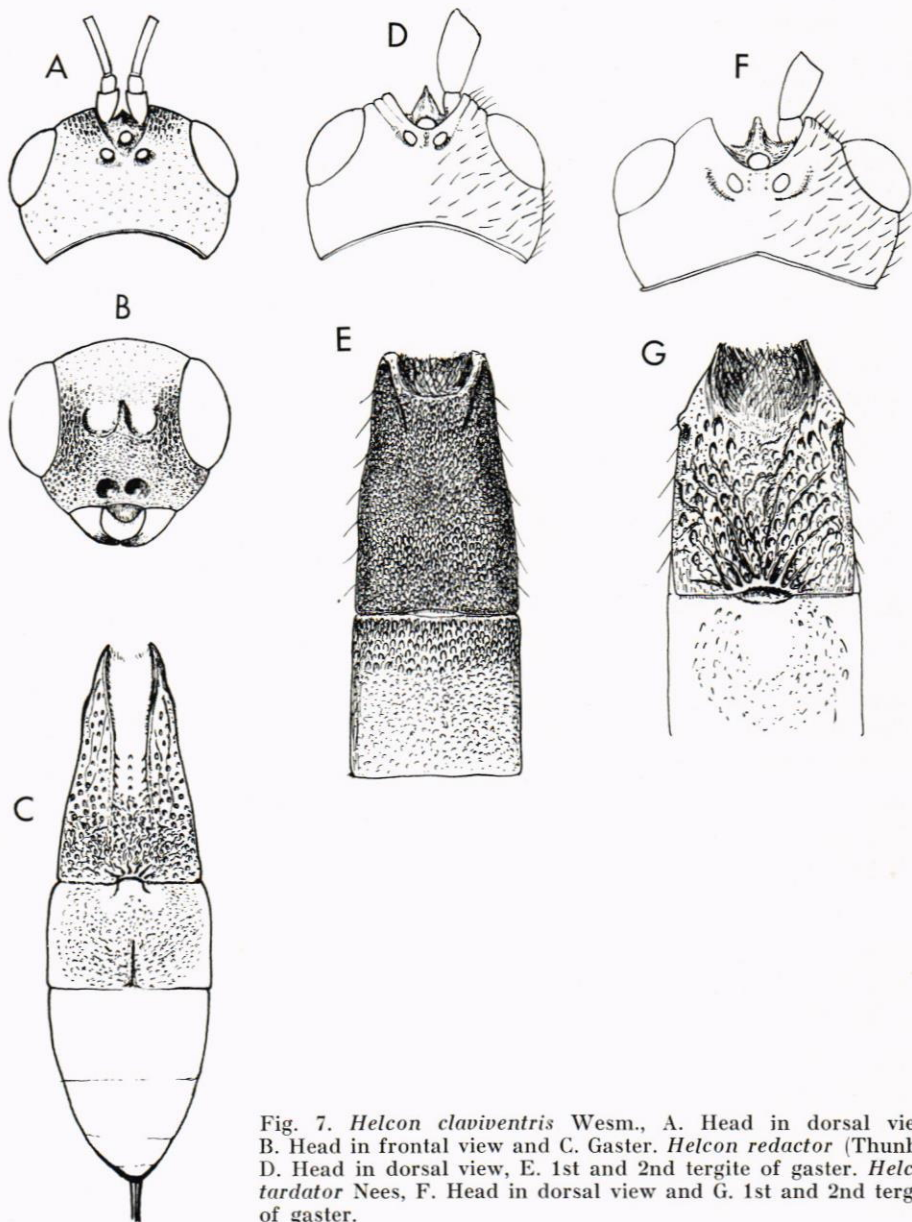 A
D
F
B
E
G
C
Fig. 7. Helcon claviventris Wesm., A. Head in dorsal vie
B. Head in frontal view and C. Gaster. Helcon redactor (Thunb
D. Head in dorsal view, E. 1st and 2nd tergite of gaster. Helc
tardator Nees, F. Head in dorsal view and G. 1st and 2nd terg
of gaster.